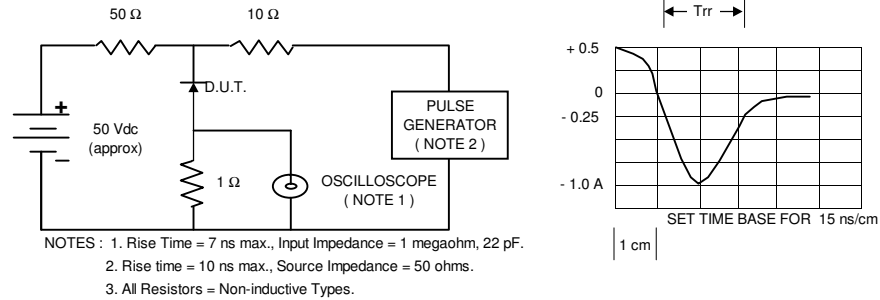 50 Ω
10 Ω
Trr
+ 0.5
D.U.T.
+
50 Vdc
(approx)
−
PULSE
GENERATOR
( NOTE 2 )
0
- 0.25
1 Ω
OSCILLOSCOPE
( NOTE 1 )
- 1.0 A
SET TIME BASE FOR 15 ns/cm
1 cm
NOTES : 1. Rise Time = 7 ns max., Input Impedance = 1 megaohm, 22 pF.
2. Rise time = 10 ns max., Source Impedance = 50 ohms.
3. All Resistors = Non-inductive Types.